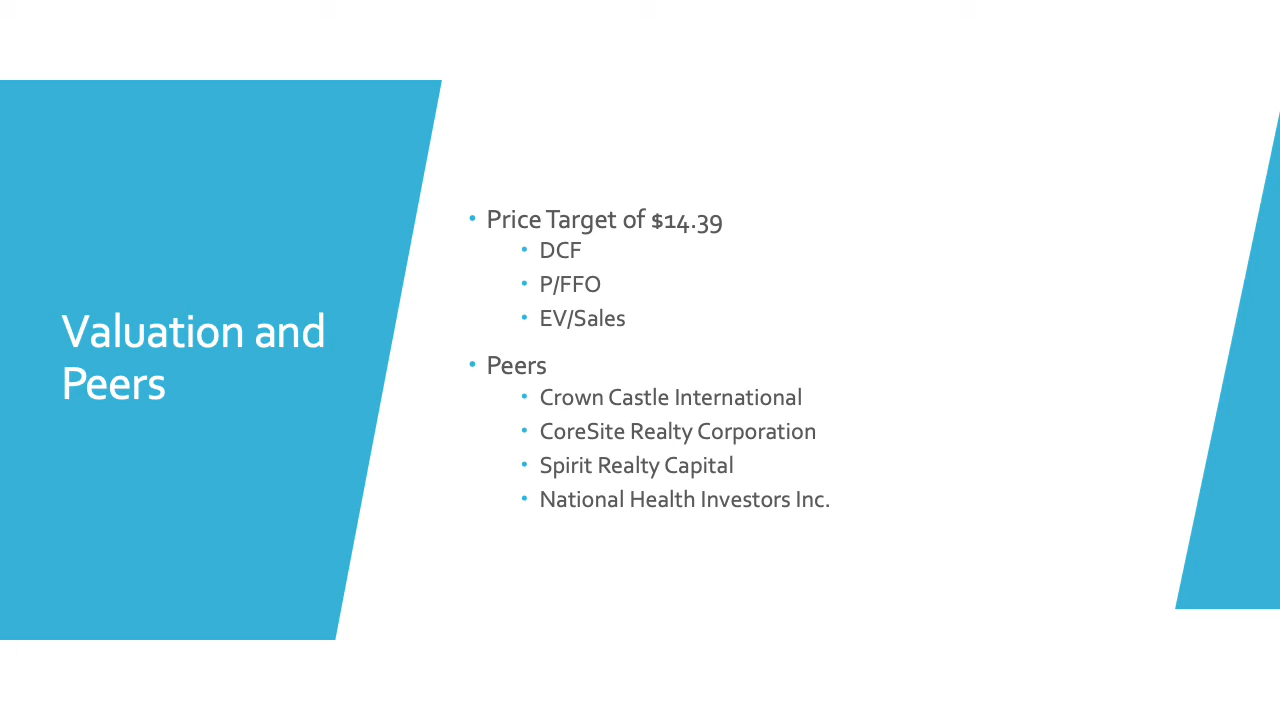 Valuation and
Peers
• Price Target of $14.39
• DCF
• P/FFO
• EV/Sales
• Peers
• Crown Castle International
• CoreSite Realty Corporation
• Spirit Realty Capital
• National Health Investors Inc.